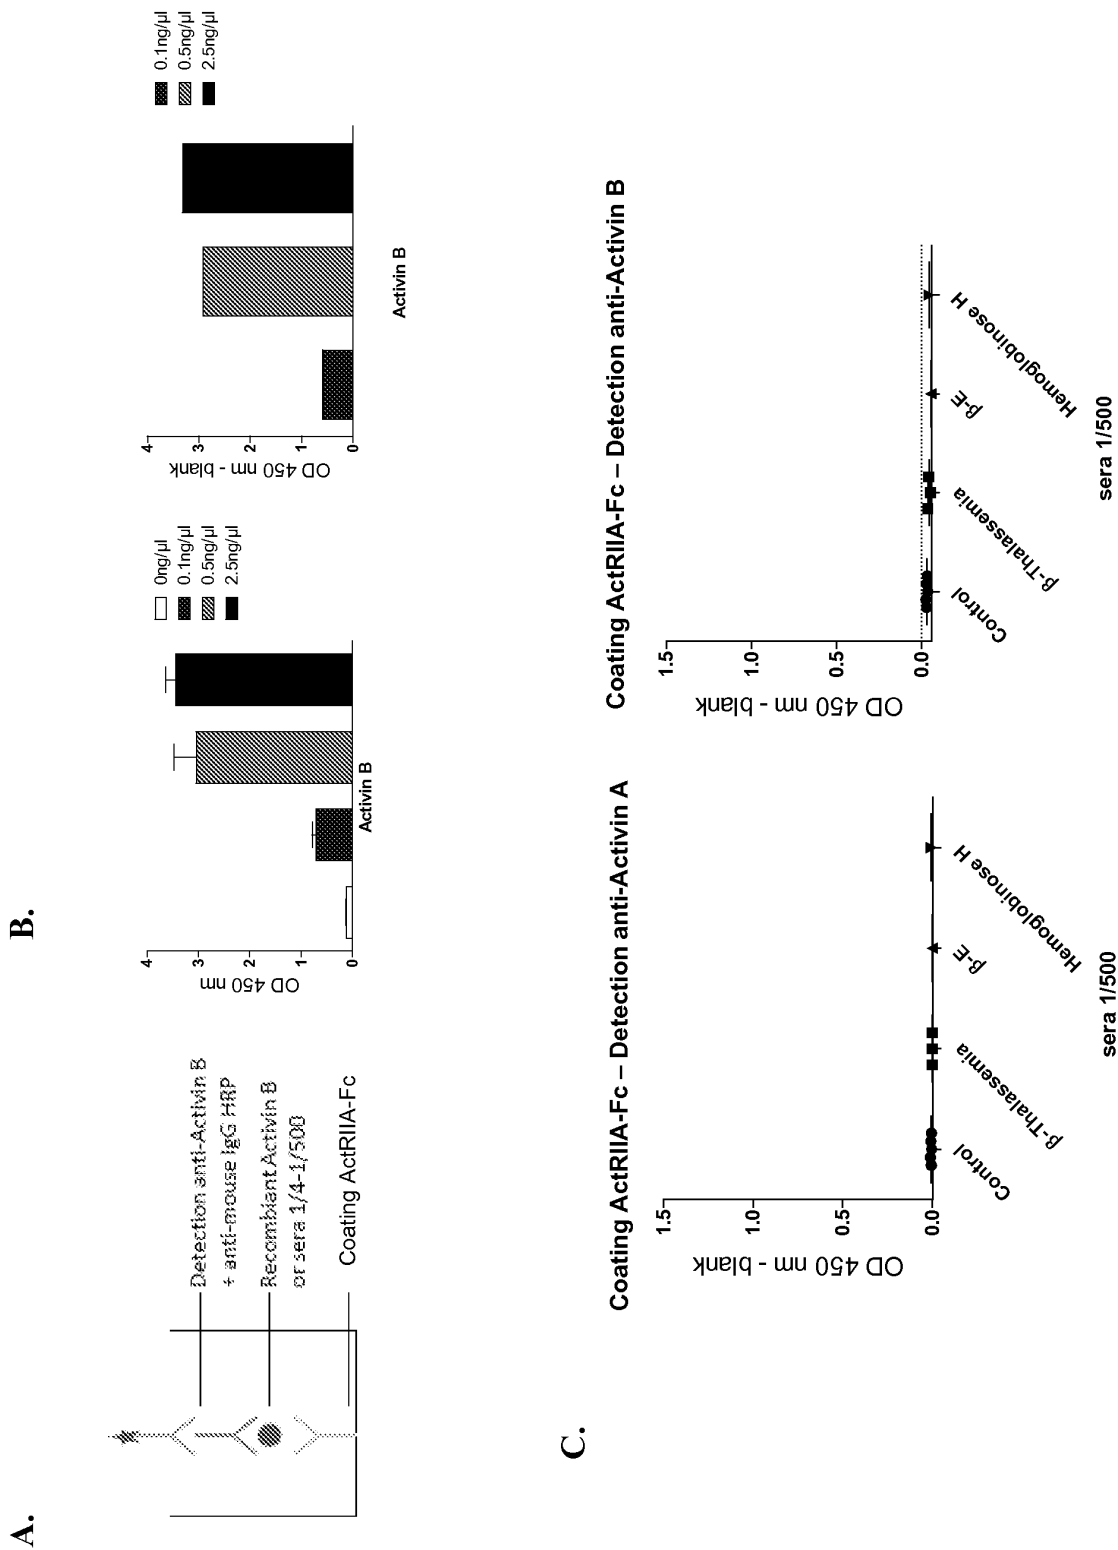 A.
Detection anti-Activin B
+ anti-mouse IgG HRP
Recombiant Activin B
or sera 1/4-1/500
Coating ActRIIA-Fc
B.
OD 450 nm
4
3
2
1
0
Activin B
0ng/µl
0.1ng/µl
0.5ng/µl
2.5ng/µl
OD 450 nm - blank
4
3
2
1
0
Activin B
0.1ng/µl
0.5ng/µl
2.5ng/µl
C.
Coating ActRIIA-Fc – Detection anti-Activin A
OD 450 nm - blank
1.5
1.0
0.5
0.0
Control
β-Thalassemia
β-E
Hemoglobinose H
sera 1/500
Coating ActRIIA-Fc – Detection anti-Activin B
OD 450 nm - blank
1.5
1.0
0.5
0.0
Control
β-Thalassemia
β-E
Hemoglobinose H
sera 1/500